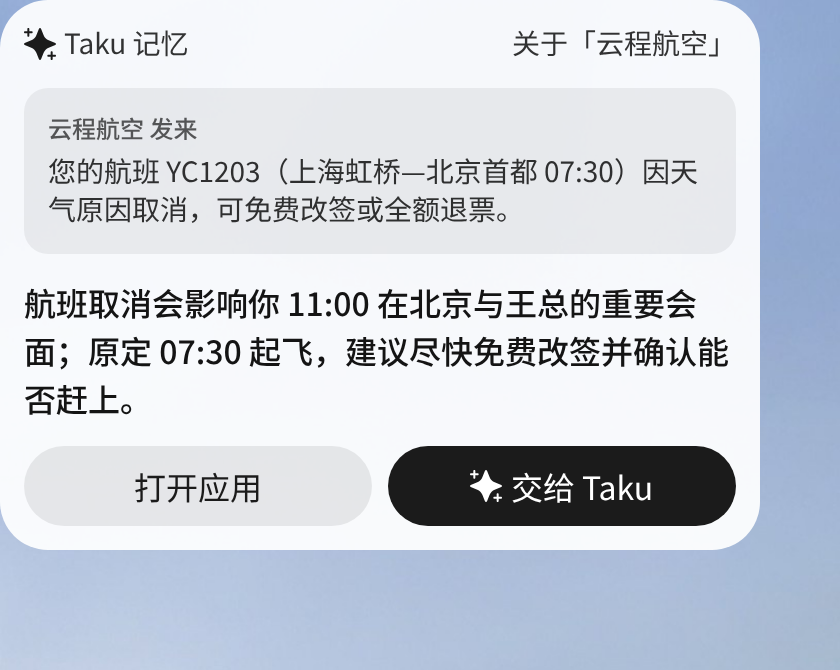 Taku 记忆
关于「云程航空」
云程航空 发来
您的航班 YC1203（上海虹桥—北京首都 07:30）因天
气原因取消，可免费改签或全额退票。
航班取消会影响你 11:00 在北京与王总的重要会
面；原定 07:30 起飞，建议尽快免费改签并确认能
否赶上。
打开应用
交给 Taku